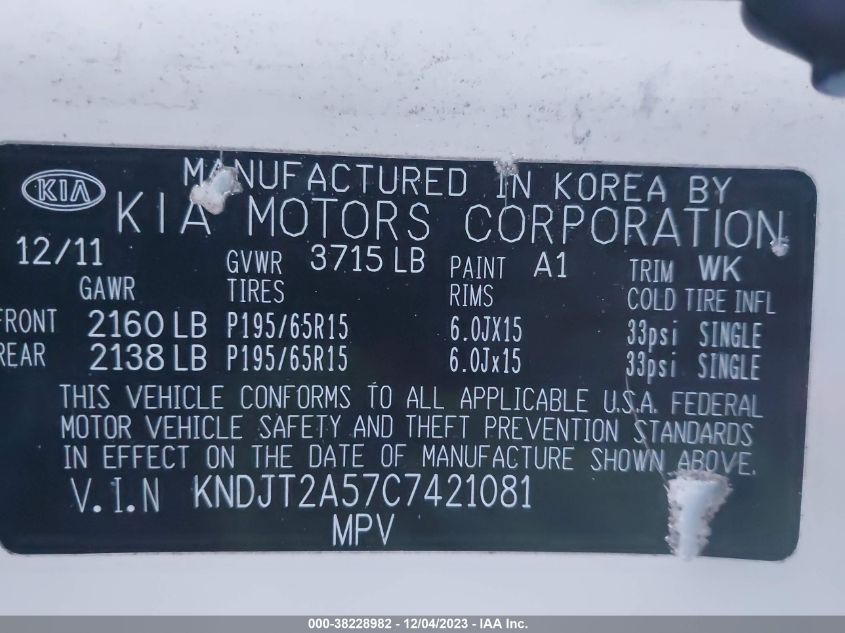 KIA
MANUFACTURED IN KOREA BY
KIA MOTORS CORPORATION
12/11 GVWR 3715 LB PAINT A1 TRIM WK
GAWR TIRES RIMS COLD TIRE INFL
FRONT 2160 LB P195/65R15 6.0JX15 33psi SINGLE
REAR 2138 LB P195/65R15 6.0Jx15 33psi SINGLE
THIS VEHICLE CONFORMS TO ALL APPLICABLE U.S.A. FEDERAL
MOTOR VEHICLE SAFETY AND THEFT PREVENTION STANDARDS
IN EFFECT ON THE DATE OF MANUFACTURE SHOWN ABOVE.
V.I.N KNDJT2A57C7421081
MPV
000-38228982 - 12/04/2023 - IAA Inc.